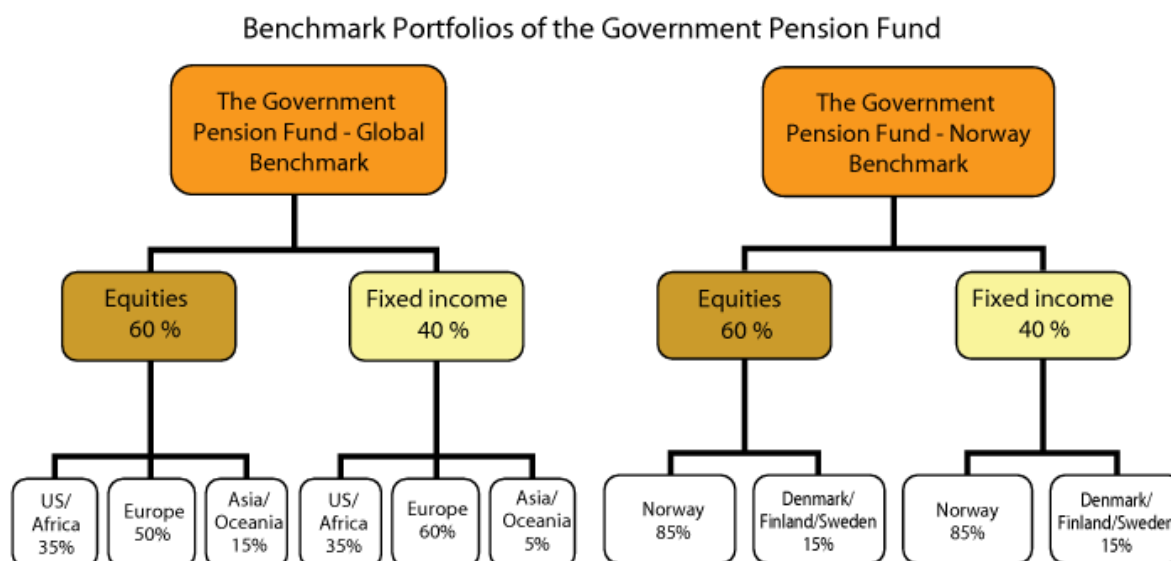 Benchmark Portfolios of the Government Pension Fund
The Government
Pension Fund - Global
Benchmark
The Government
Pension Fund - Norway
Benchmark
Equities
60 %
Fixed income
40 %
Equities
60 %
Fixed income
40 %
US/
Africa
35%
Europe
50%
Asia/
Oceania
15%
US/
Africa
35%
Europe
60%
Asia/
Oceania
5%
Norway
85%
Denmark/
Finland/Sweden
15%
Norway
85%
Denmark/
Finland/Sweden
15%